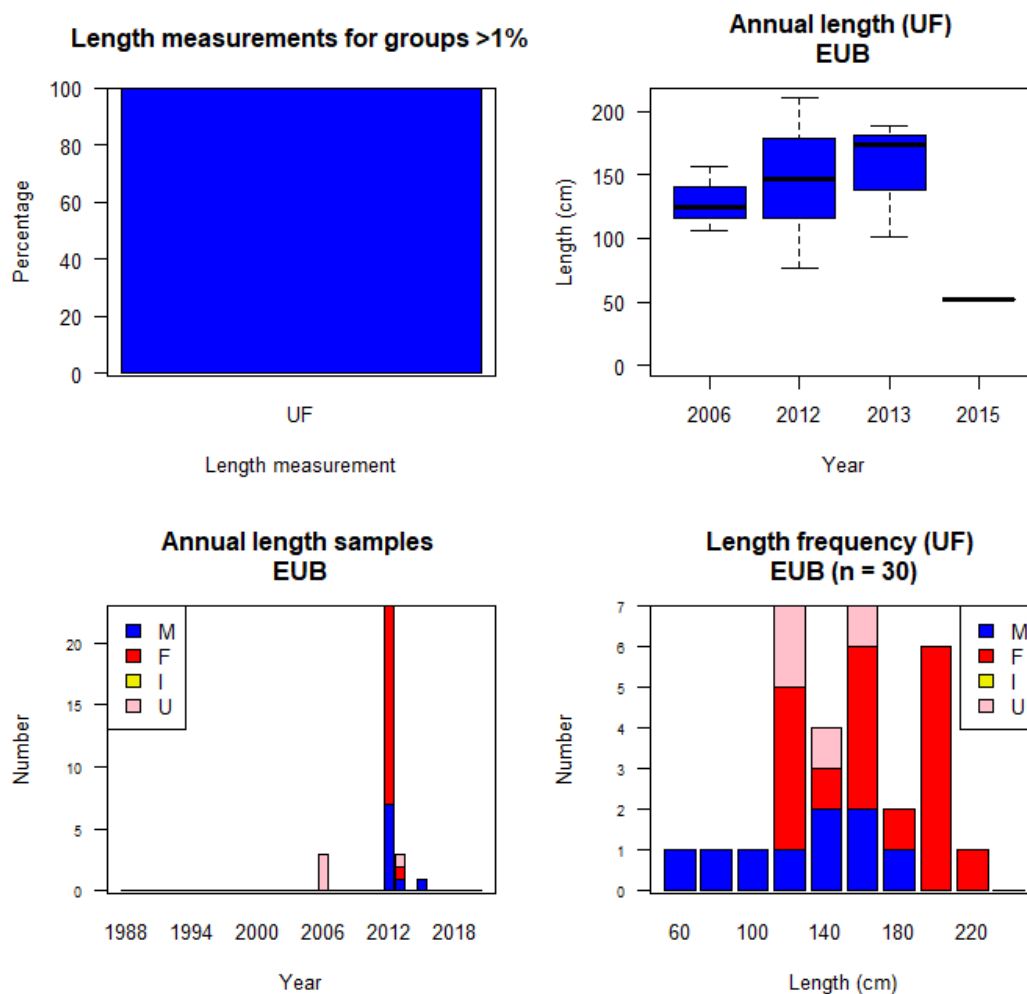 Length measurements for groups >1%
100
80
60
40
20
0
Percentage
UF
Length measurement
Annual length (UF)
EUB
200
150
100
50
0
Length (cm)
2006 2012 2013 2015
Year
Annual length samples
EUB
M
F
I
U
20
15
10
5
0
Number
1988 1994 2000 2006 2012 2018
Year
Length frequency (UF)
EUB (n = 30)
7
6
5
4
3
2
1
0
Number
M
F
I
U
60 100 140 180 220
Length (cm)